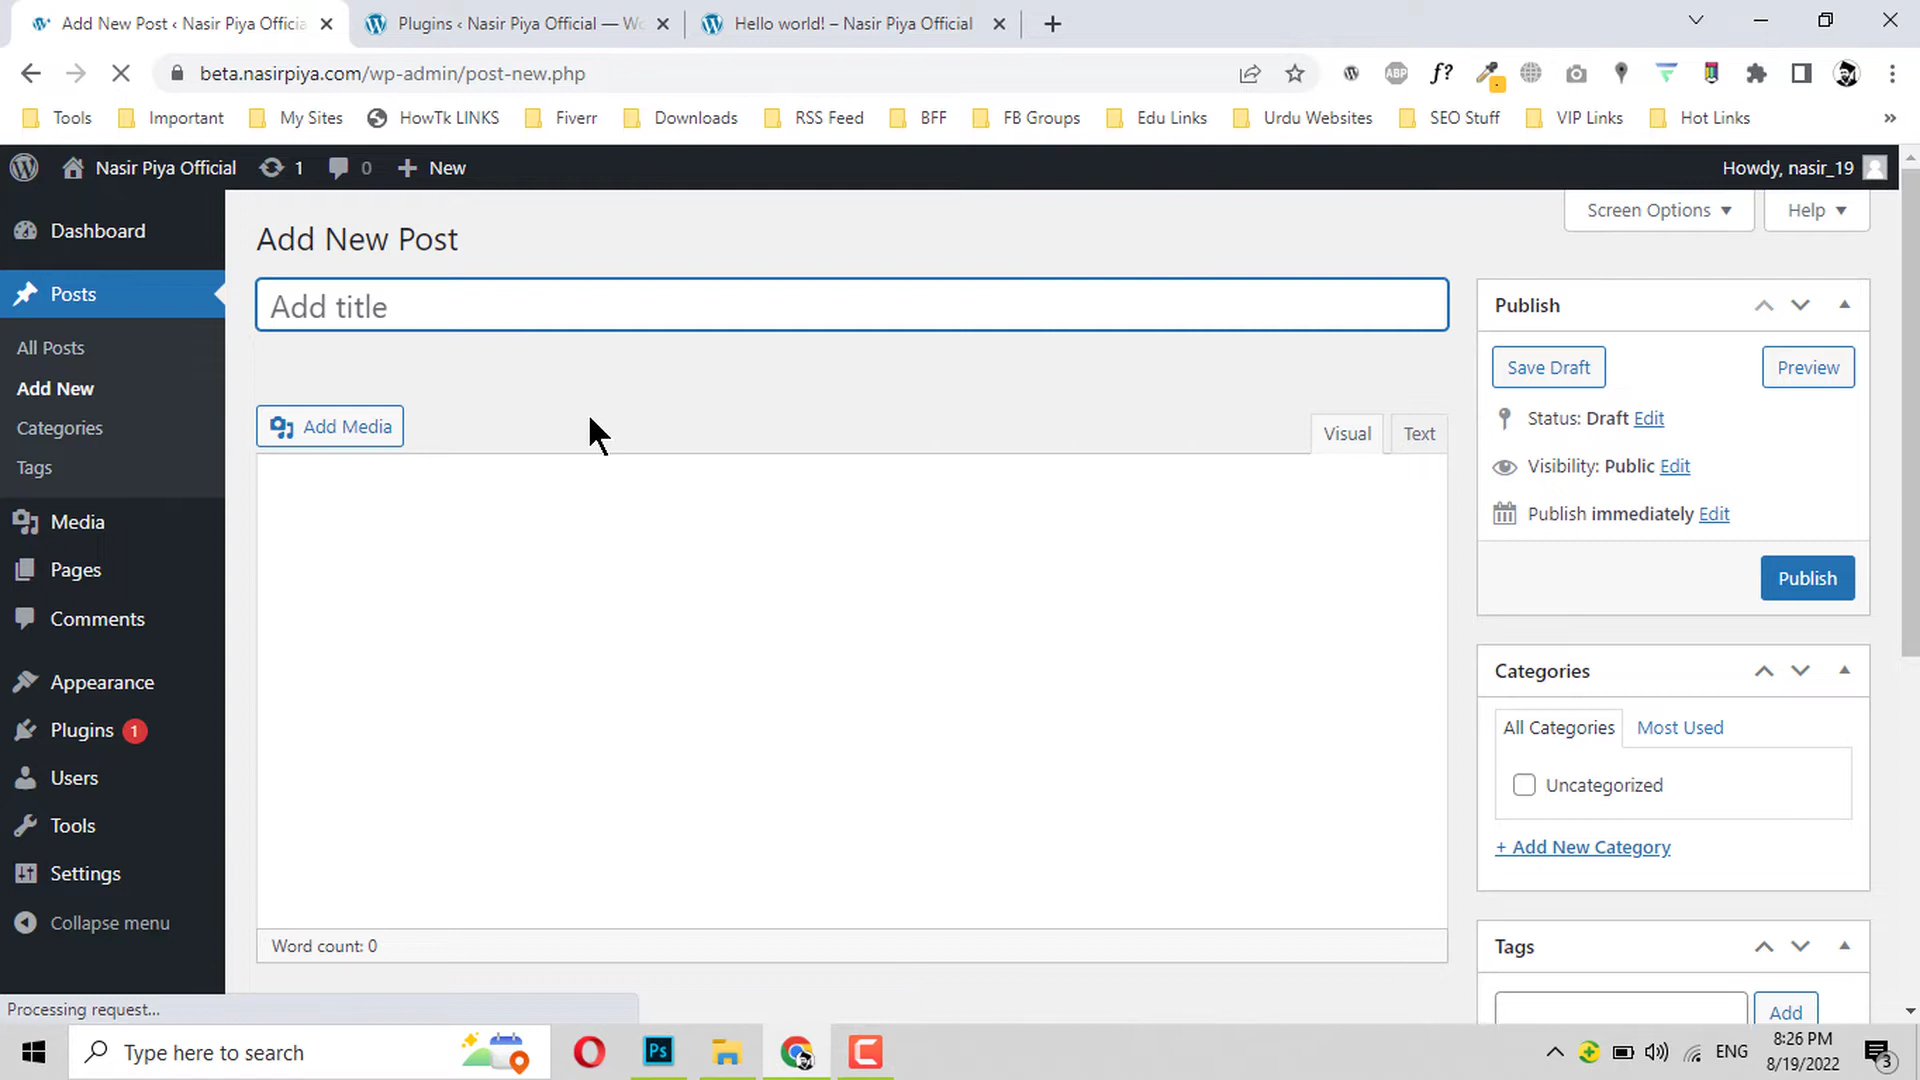 Add New Post ‹ Nasir Piya Officia
Plugins ‹ Nasir Piya Official — Wo
Hello world! – Nasir Piya Official
beta.nasirpiya.com/wp-admin/post-new.php
ABP
f?
Tools
Important
My Sites
HowTk LINKS
Fiverr
Downloads
RSS Feed
BFF
FB Groups
Edu Links
Urdu Websites
SEO Stuff
VIP Links
Hot Links
»
Nasir Piya Official
1
0
New
Howdy, nasir_19
Screen Options
Help
Dashboard
Posts
All Posts
Add New
Categories
Tags
Media
Pages
Comments
Appearance
Plugins 1
Users
Tools
Settings
Collapse menu
Add New Post
Add title
Add Media
Visual
Text
Word count: 0
Publish
Save Draft
Preview
Status: Draft Edit
Visibility: Public Edit
Publish immediately Edit
Publish
Categories
All Categories
Most Used
Uncategorized
+ Add New Category
Tags
Add
Processing request...
Type here to search
Ps
ENG
8:26 PM
8/19/2022
3